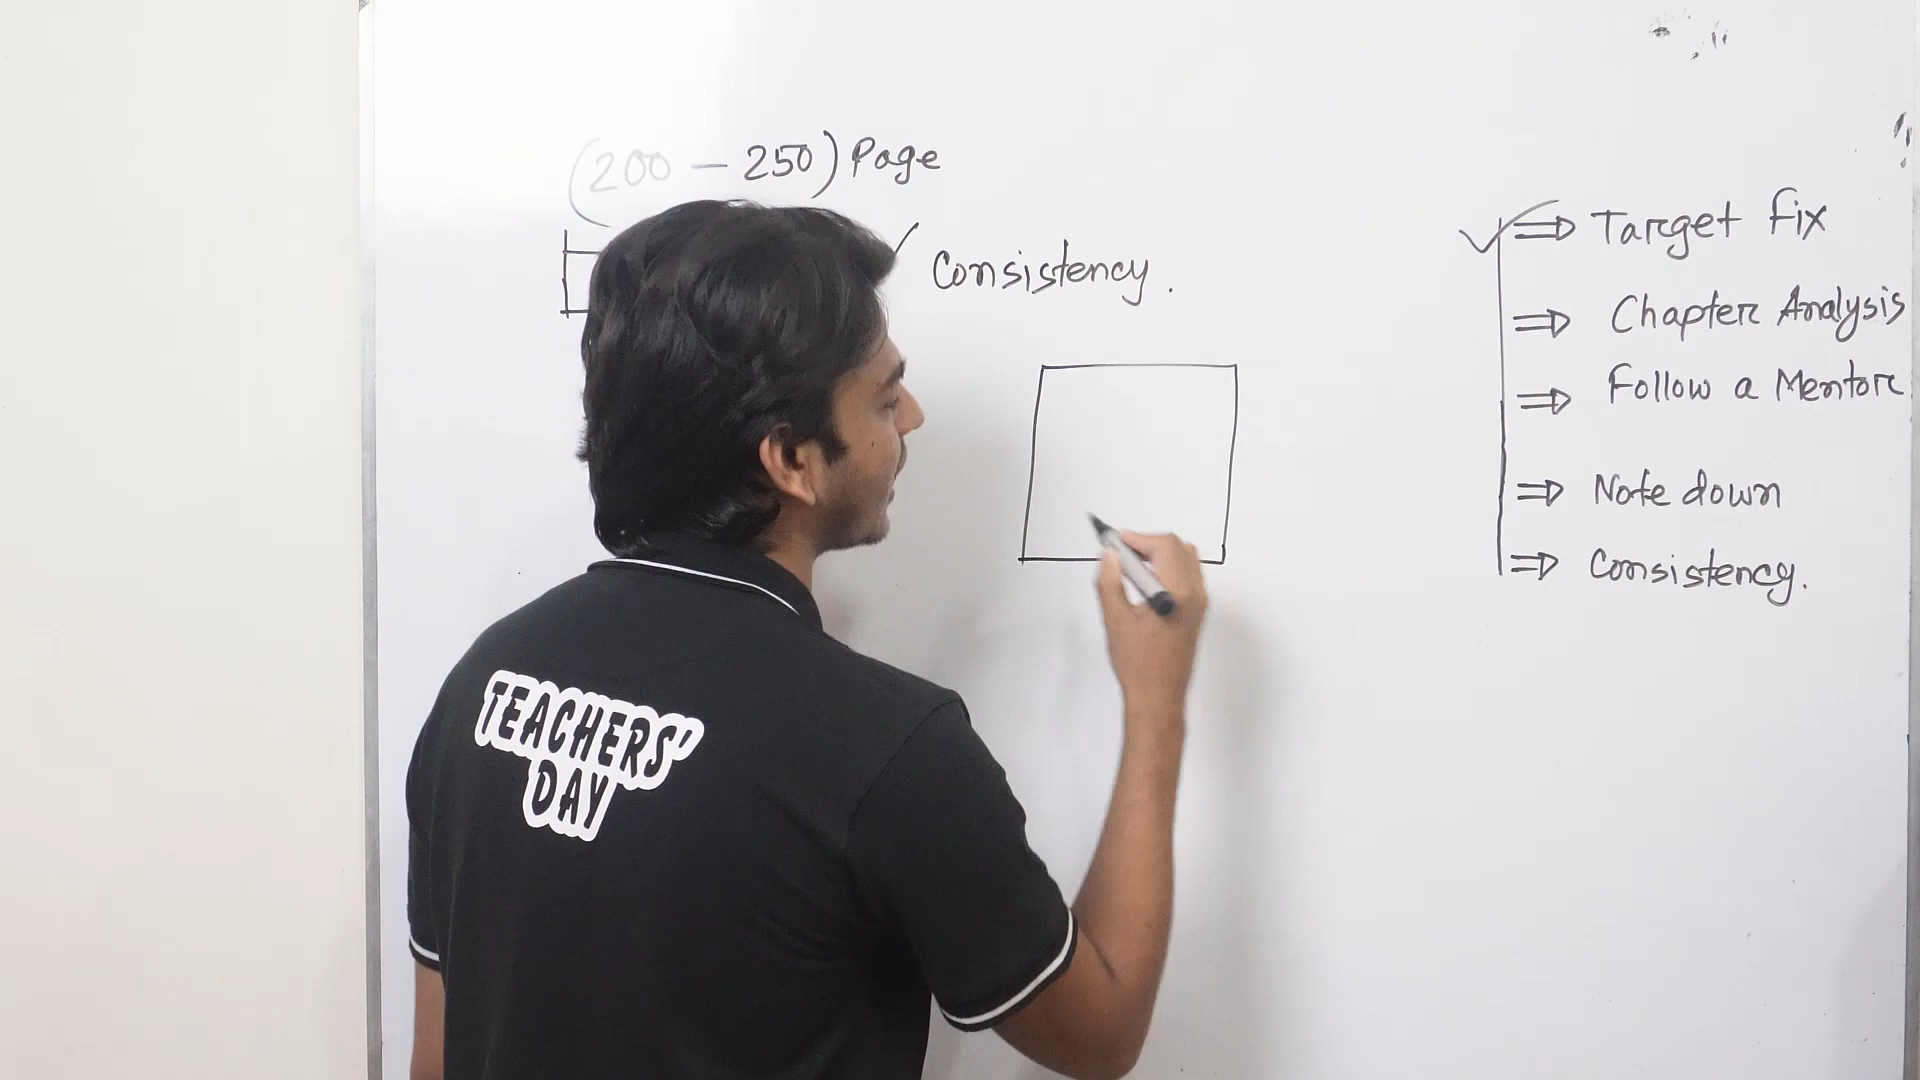 (200 — 250) Page
Consistency.
⇒ Target fix
⇒ Chapter Analysis
⇒ Follow a Mentor
⇒ Note down
⇒ Consistency.
TEACHERS'
DAY